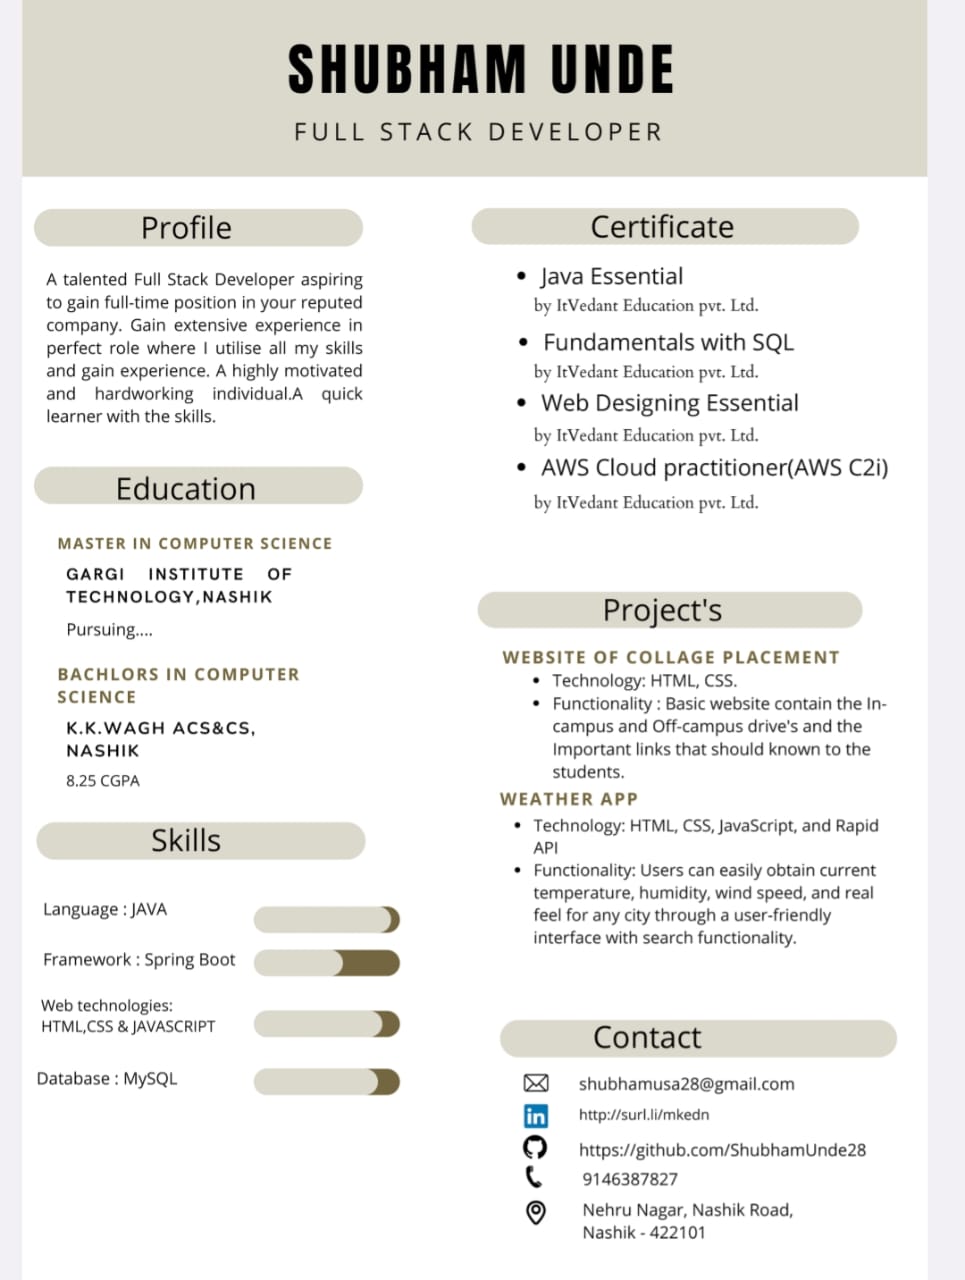 SHUBHAM UNDE
FULL STACK DEVELOPER
Profile
A talented Full Stack Developer aspiring
to gain full-time position in your reputed
company. Gain extensive experience in
perfect role where I utilise all my skills
and gain experience. A highly motivated
and hardworking individual.A quick
learner with the skills.
Education
MASTER IN COMPUTER SCIENCE
GARGI INSTITUTE OF
TECHNOLOGY,NASHIK
Pursuing....
BACHLORS IN COMPUTER
SCIENCE
K.K.WAGH ACS&CS,
NASHIK
8.25 CGPA
Skills
Language : JAVA
Framework : Spring Boot
Web technologies:
HTML,CSS & JAVASCRIPT
Database : MySQL
Certificate
• Java Essential
by ItVedant Education pvt. Ltd.
• Fundamentals with SQL
by ItVedant Education pvt. Ltd.
• Web Designing Essential
by ItVedant Education pvt. Ltd.
• AWS Cloud practitioner(AWS C2i)
by ItVedant Education pvt. Ltd.
Project's
WEBSITE OF COLLAGE PLACEMENT
• Technology: HTML, CSS.
• Functionality : Basic website contain the In-
campus and Off-campus drive's and the
Important links that should known to the
students.
WEATHER APP
• Technology: HTML, CSS, JavaScript, and Rapid
API
• Functionality: Users can easily obtain current
temperature, humidity, wind speed, and real
feel for any city through a user-friendly
interface with search functionality.
Contact
shubhamusa28@gmail.com
in
http://surl.li/mkedn
https://github.com/ShubhamUnde28
9146387827
Nehru Nagar, Nashik Road,
Nashik - 422101